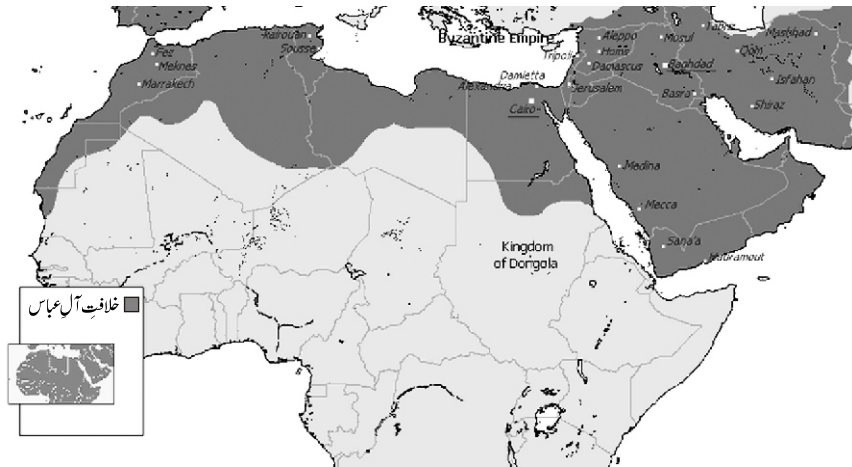 Kairouan
Sousse
Fez
Meknes
Marrakech
Byzantine Empire
Tripoli
Aleppo
Homs
Damascus
Mosul
Tabriz
Mashhad
Qom
Baghdad
Isfahan
Basra
Shiraz
Damietta
Alexandria
Jerusalem
Cairo
Medina
Mecca
Sana'a
Hadramout
Kingdom
of Dongola
خلافتِ آلِ عباس